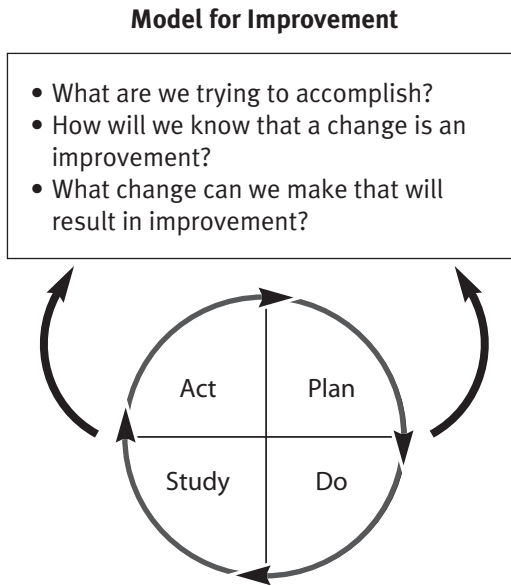 Model for Improvement
• What are we trying to accomplish?
• How will we know that a change is an
improvement?
• What change can we make that will
result in improvement?
Act
Plan
Study
Do